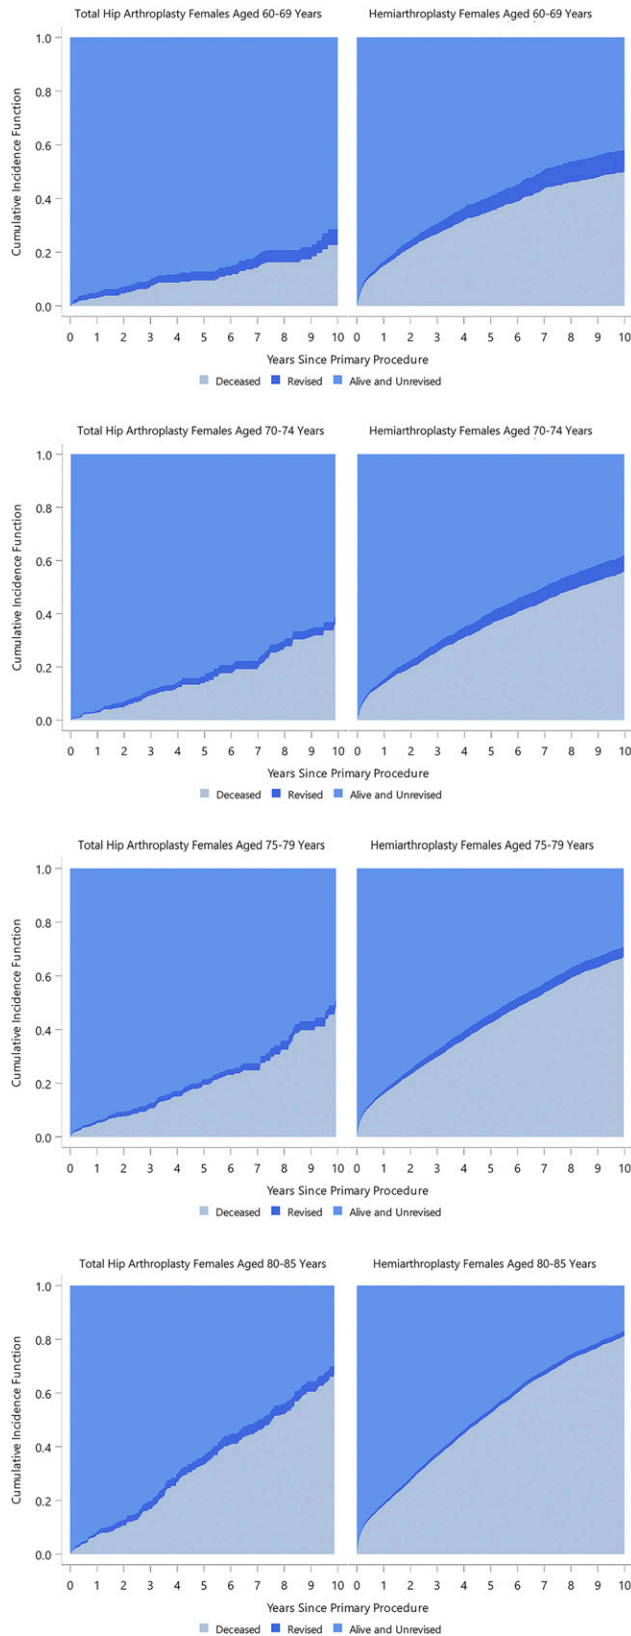 Total Hip Arthroplasty Females Aged 60-69 Years
Hemiarthroplasty Females Aged 60-69 Years
Cumulative Incidence Function
1.0
0.8
0.6
0.4
0.2
0.0
0 1 2 3 4 5 6 7 8 9 10
0 1 2 3 4 5 6 7 8 9 10
Years Since Primary Procedure
Deceased Revised Alive and Unrevised
Total Hip Arthroplasty Females Aged 70-74 Years
Hemiarthroplasty Females Aged 70-74 Years
Cumulative Incidence Function
1.0
0.8
0.6
0.4
0.2
0.0
0 1 2 3 4 5 6 7 8 9 10
0 1 2 3 4 5 6 7 8 9 10
Years Since Primary Procedure
Deceased Revised Alive and Unrevised
Total Hip Arthroplasty Females Aged 75-79 Years
Hemiarthroplasty Females Aged 75-79 Years
Cumulative Incidence Function
1.0
0.8
0.6
0.4
0.2
0.0
0 1 2 3 4 5 6 7 8 9 10
0 1 2 3 4 5 6 7 8 9 10
Years Since Primary Procedure
Deceased Revised Alive and Unrevised
Total Hip Arthroplasty Females Aged 80-85 Years
Hemiarthroplasty Females Aged 80-85 Years
Cumulative Incidence Function
1.0
0.8
0.6
0.4
0.2
0.0
0 1 2 3 4 5 6 7 8 9 10
0 1 2 3 4 5 6 7 8 9 10
Years Since Primary Procedure
Deceased Revised Alive and Unrevised